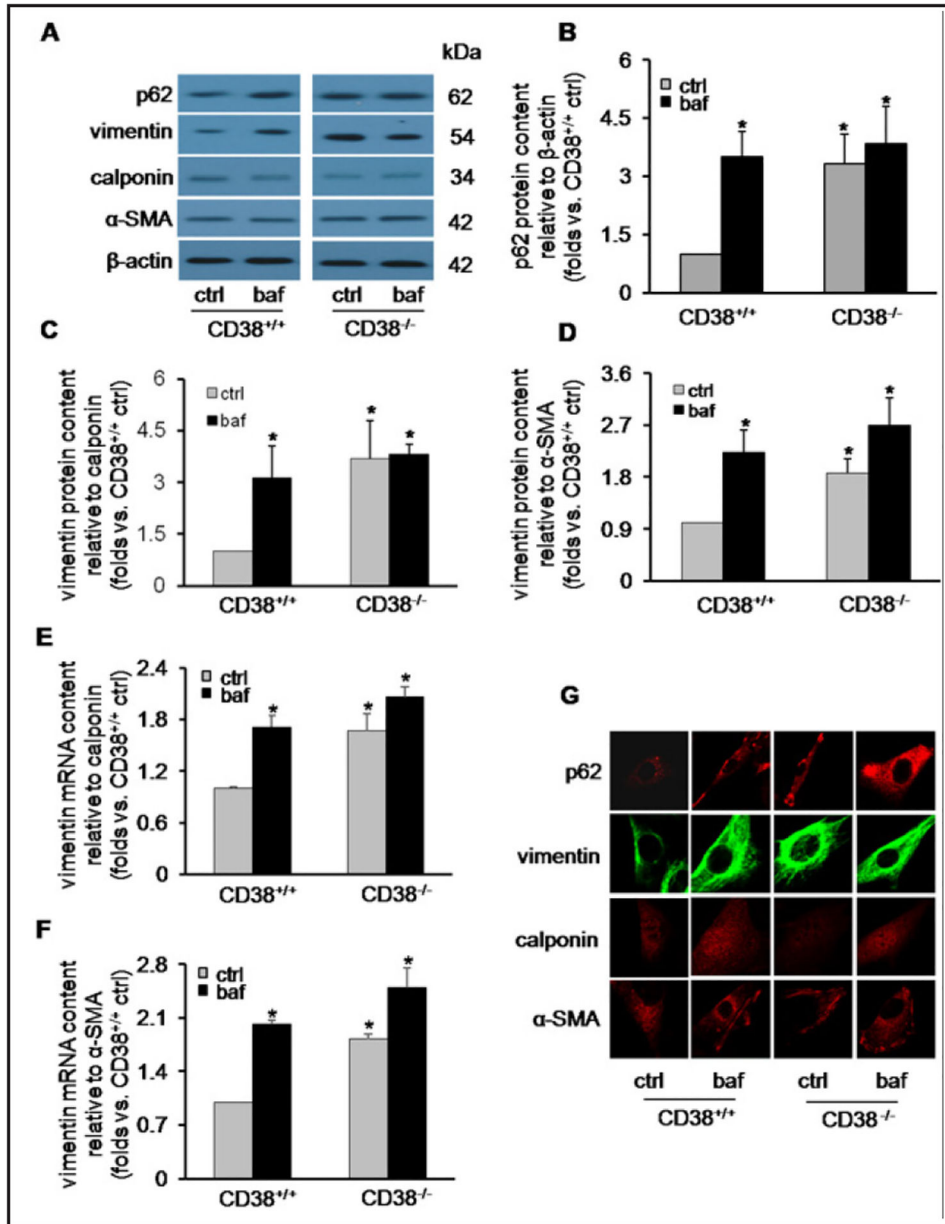 A
kDa
p62
62
vimentin
54
calponin
34
α-SMA
42
β-actin
42
ctrl baf ctrl baf
CD38+/+ CD38-/-
B
p62 protein content
relative to β-actin
(folds vs. CD38+/+ ctrl)
6
4.5
3
1.5
0
ctrl
baf
*
*
*
CD38+/+ CD38-/-
C
vimentin protein content
relative to calponin
(folds vs. CD38+/+ ctrl)
6
4.5
3
1.5
0
ctrl
baf
*
*
*
CD38+/+ CD38-/-
D
vimentin protein content
relative to α-SMA
(folds vs. CD38+/+ ctrl)
3.6
2.7
1.8
0.9
0
ctrl
baf
*
*
*
CD38+/+ CD38-/-
E
vimentin mRNA content
relative to calponin
(folds vs. CD38+/+ ctrl)
2.4
1.8
1.2
0.6
0
ctrl
baf
*
*
*
CD38+/+ CD38-/-
F
vimentin mRNA content
relative to α-SMA
(folds vs. CD38+/+ ctrl)
2.8
2.1
1.4
0.7
0
ctrl
baf
*
*
*
CD38+/+ CD38-/-
G
p62
vimentin
calponin
α-SMA
ctrl baf ctrl baf
CD38+/+ CD38-/-